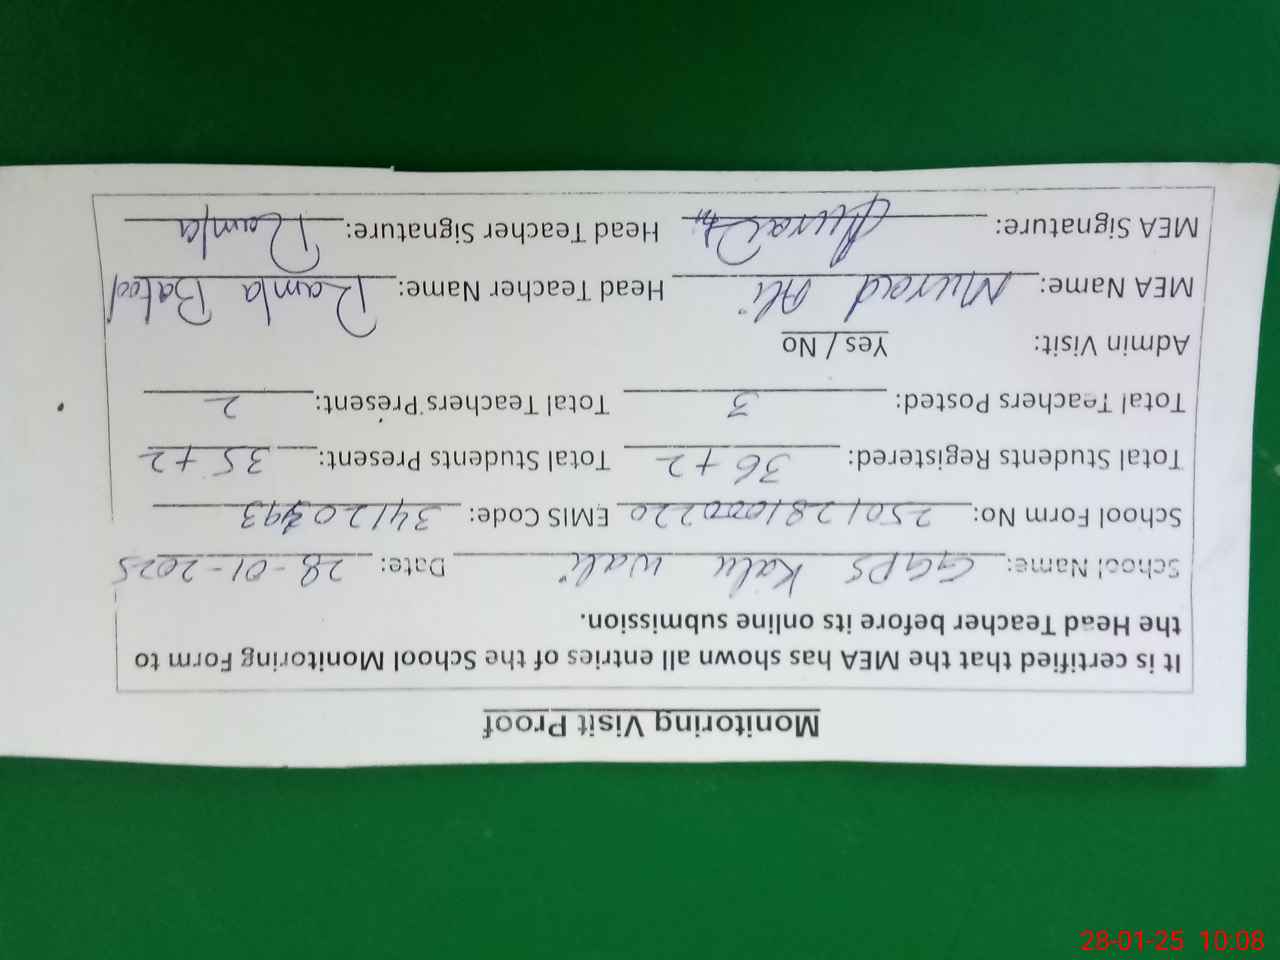 Monitoring Visit Proof
It is certified that the MEA has shown all entries of the School Monitoring Form to
the Head Teacher before its online submission.
School Name: GGPS Kalu Wali Date: 28-01-2025
School Form No: 2501281000220 EMIS Code:
Total Students Registered: 36+2 Total Students Present: 35+2
Total Teachers Posted: 3 Total Teachers Present: 2
Admin Visit: Yes / No
MEA Name: Murad Ali Head Teacher Name: Ramla Batool
MEA Signature: Murad Head Teacher Signature: Ramla
28-01-25 10:08